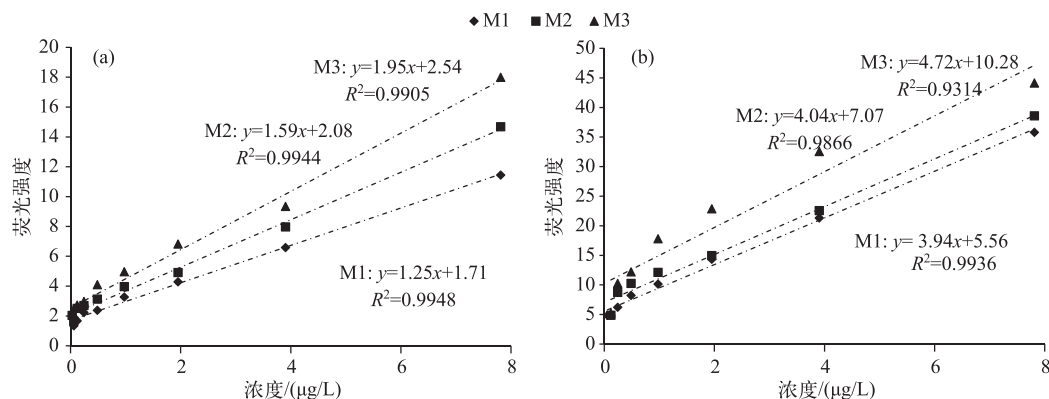 M1 M2 M3
(a)
荧光强度
20
18
16
14
12
10
8
6
4
2
0
M3: y=1.95x+2.54
R²=0.9905
M2: y=1.59x+2.08
R²=0.9944
M1: y=1.25x+1.71
R²=0.9948
0 2 4 6 8
浓度/(μg/L)
(b)
荧光强度
50
45
40
35
30
25
20
15
10
5
0
M3: y=4.72x+10.28
R²=0.9314
M2: y=4.04x+7.07
R²=0.9866
M1: y= 3.94x+5.56
R²=0.9936
0 2 4 6 8
浓度/(μg/L)